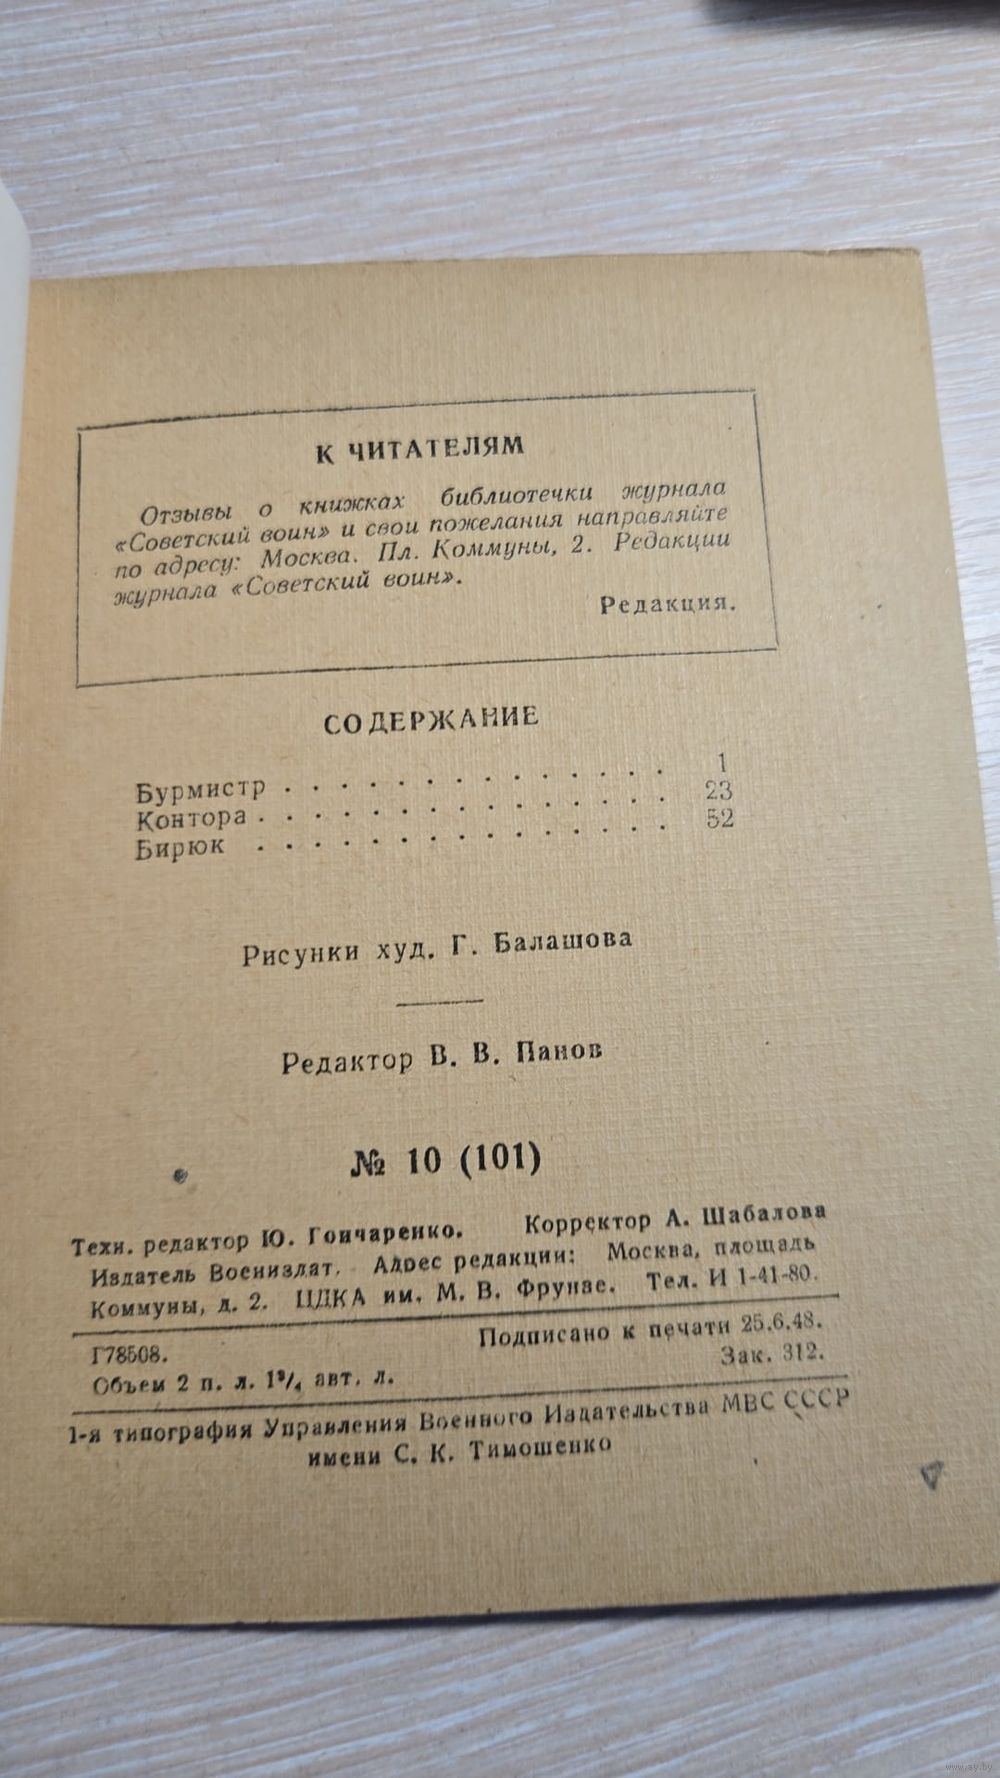 К ЧИТАТЕЛЯМ
Отзывы о книжках библиотечки журнала
«Советский воин» и свои пожелания направляйте
по адресу: Москва. Пл. Коммуны, 2. Редакции
журнала «Советский воин».
Редакция.
СОДЕРЖАНИЕ
Бурмистр . . . . . . . . . . . . . . 1
Контора . . . . . . . . . . . . . . . 23
Бирюк . . . . . . . . . . . . . . . 52
Рисунки худ. Г. Балашова
Редактор В. В. Панов
№ 10 (101)
Техн. редактор Ю. Гончаренко. Корректор А. Шабалова
Издатель Воениздат. Адрес редакции: Москва, площадь
Коммуны, д. 2. ЦДКА им. М. В. Фрунзе. Тел. И 1-41-80.
Г78508. Подписано к печати 25.6.48.
Объем 2 п. л. 1³/₄ авт. л. Зак. 312.
1-я типография Управления Военного Издательства МВС СССР
имени С. К. Тимошенко
www.ay.by